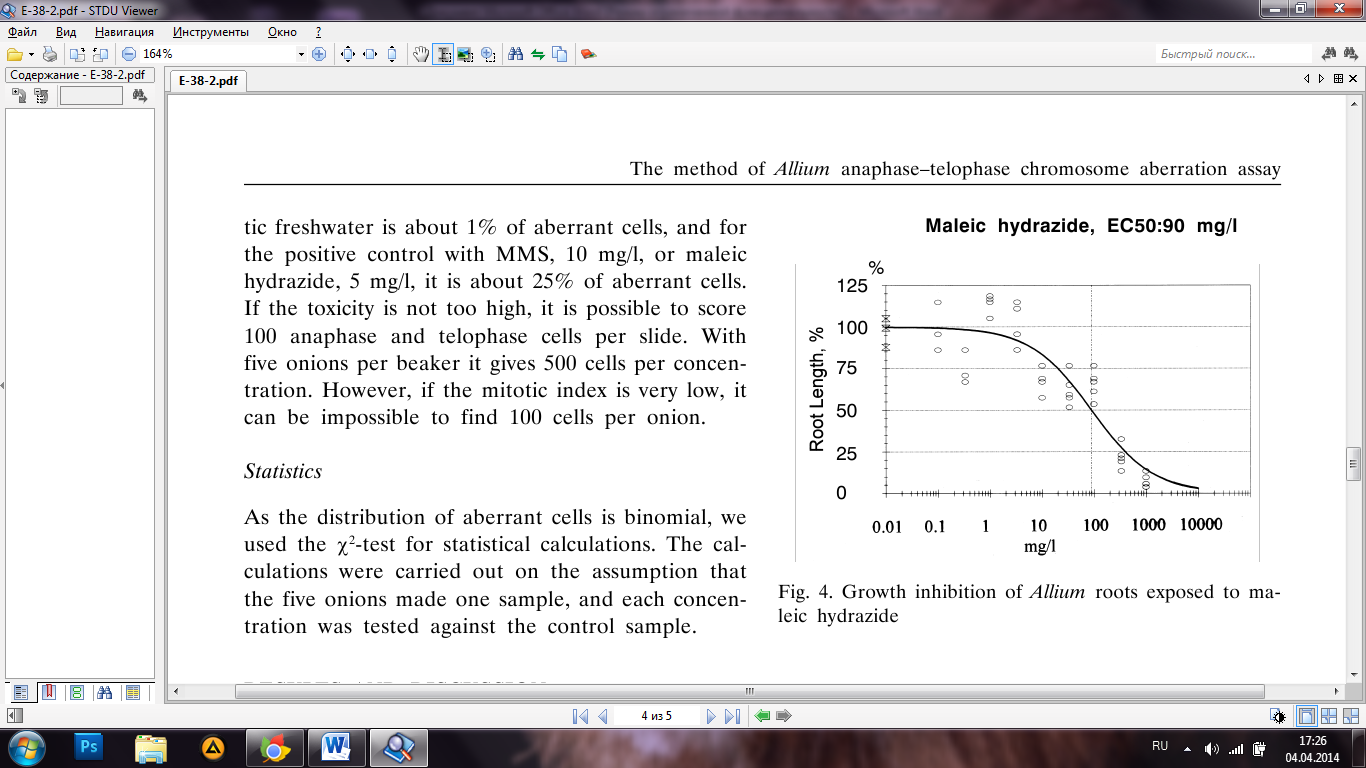 E-38-2.pdf - STDU Viewer
Файл Вид Навигация Инструменты Окно ?
164%
Быстрый поиск...
Содержание - E-38-2.pdf
E-38-2.pdf
The method of Allium anaphase–telophase chromosome aberration assay
tic freshwater is about 1% of aberrant cells, and for
the positive control with MMS, 10 mg/l, or maleic
hydrazide, 5 mg/l, it is about 25% of aberrant cells.
If the toxicity is not too high, it is possible to score
100 anaphase and telophase cells per slide. With
five onions per beaker it gives 500 cells per concen-
tration. However, if the mitotic index is very low, it
can be impossible to find 100 cells per onion.
Statistics
As the distribution of aberrant cells is binomial, we
used the χ²-test for statistical calculations. The cal-
culations were carried out on the assumption that
the five onions made one sample, and each concen-
tration was tested against the control sample.
Maleic hydrazide, EC50:90 mg/l
%
125
100
75
50
25
0
Root Length, %
0.01 0.1 1 10 100 1000 10000
mg/l
Fig. 4. Growth inhibition of Allium roots exposed to ma-
leic hydrazide
4 из 5
Ps
W
RU
17:26
04.04.2014